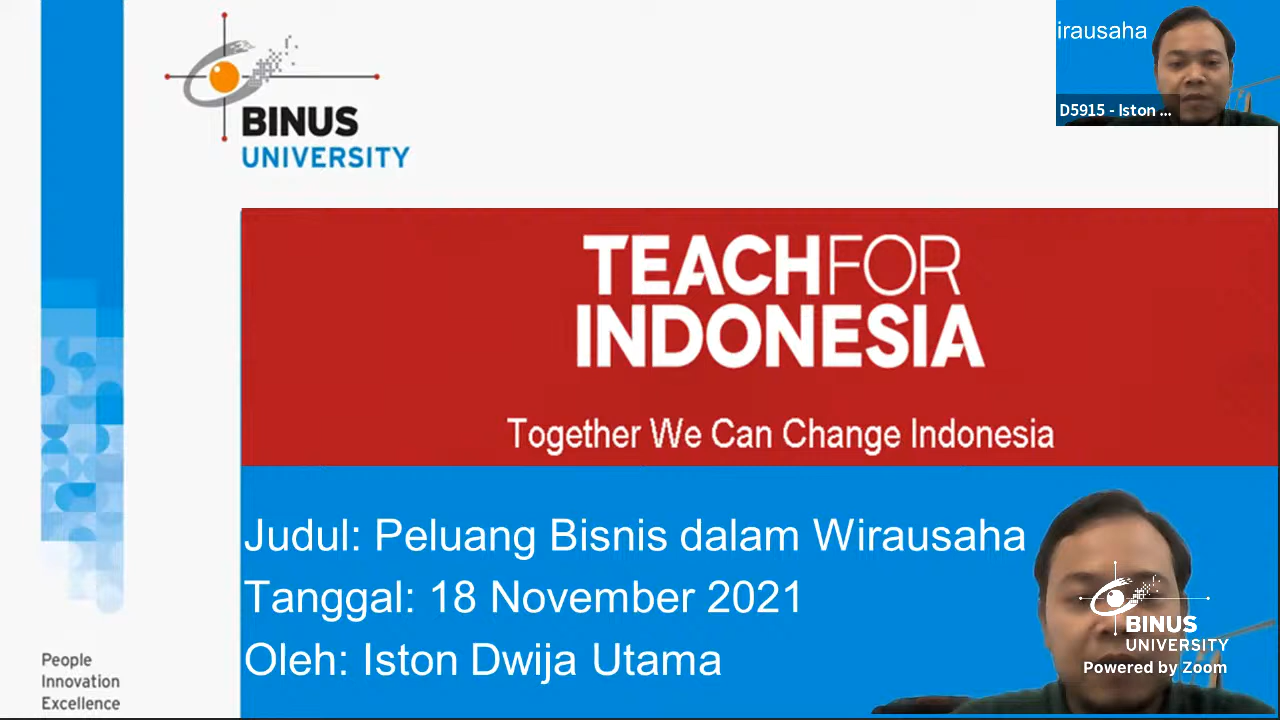 BINUS
UNIVERSITY
irausaha
D5915 - Iston ...
TEACHFOR
INDONESIA
Together We Can Change Indonesia
Judul: Peluang Bisnis dalam Wirausaha
Tanggal: 18 November 2021
Oleh: Iston Dwija Utama
BINUS
UNIVERSITY
Powered by Zoom
People
Innovation
Excellence